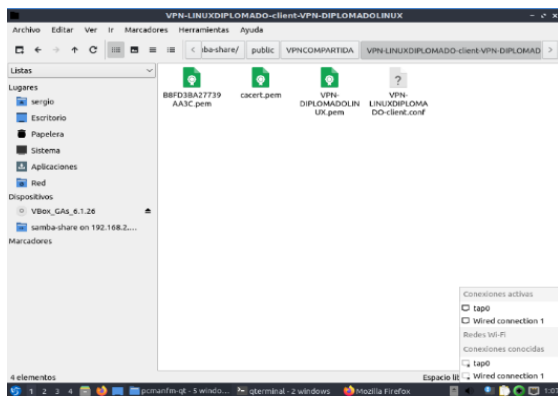 VPN-LINUXDIPLOMADO-client-VPN-DIPLOMADOLINUX
Archivo Editar Ver Ir Marcadores Herramientas Ayuda
ba-share/ public VPNCOMPARTIDA VPN-LINUXDIPLOMADO-client-VPN-DIPLOMAD
Listas
Lugares
sergio
Escritorio
Papelera
Sistema
Aplicaciones
Red
Dispositivos
VBox_GAs_6.1.26
samba-share on 192.168.2....
Marcadores
B8FD3BA27739
AA3C.pem
cacert.pem
VPN-
DIPLOMADOLIN
UX.pem
VPN-
LINUXDIPLOMA
DO-client.conf
Conexiones activas
tap0
Wired connection 1
Redes Wi-Fi
Conexiones conocidas
tap0
Wired connection 1
4 elementos
Espacio lib
1 2 3 4 pcmanfm-qt - 5 windo... qterminal - 2 windows Mozilla Firefox 1:07